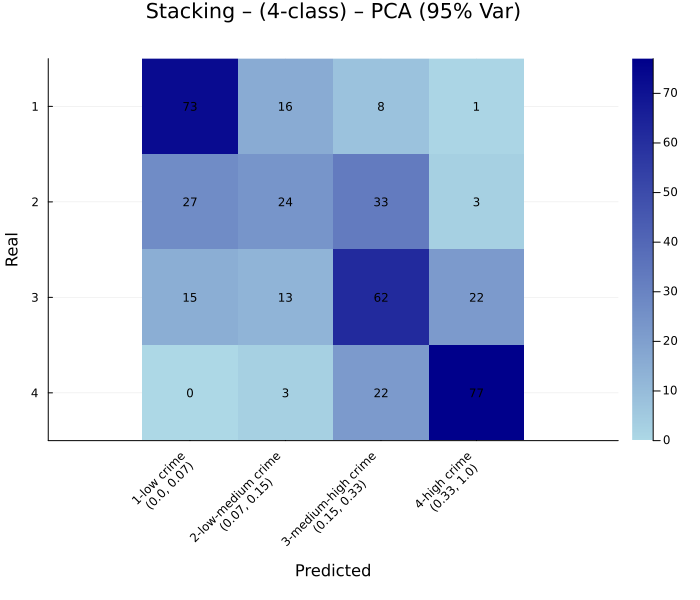 Stacking – (4-class) – PCA (95% Var)
1 73 16 8 1
2 27 24 33 3
3 15 13 62 22
4 0 3 22 77
Real
1-low crime
(0.0, 0.07)
2-low-medium crime
(0.07, 0.15)
3-medium-high crime
(0.15, 0.33)
4-high crime
(0.33, 1.0)
Predicted
70
60
50
40
30
20
10
0